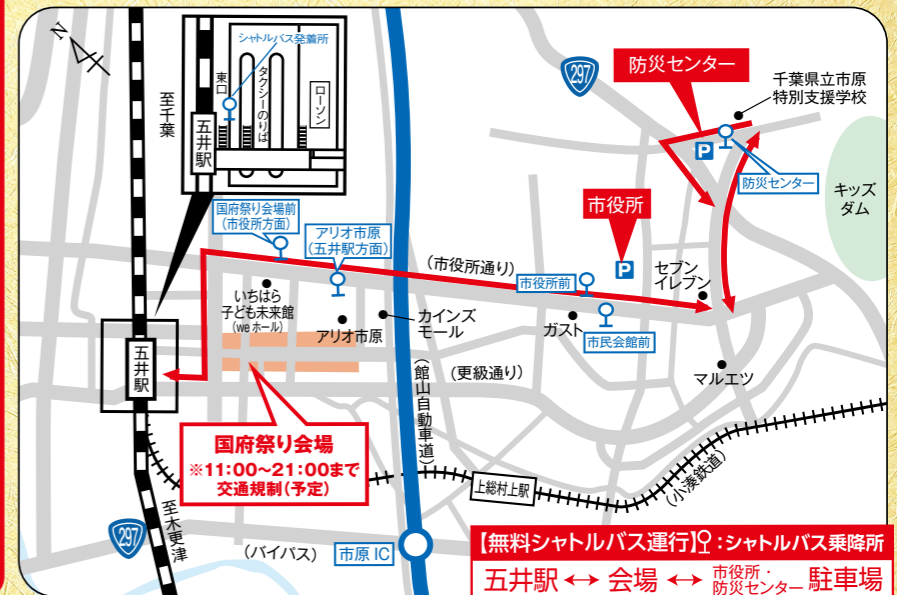 N
至千葉
シャトルバス発着所
東口
タクシーのりば
ローソン
五井駅
297
防災センター
千葉県立市原
特別支援学校
P
防災センター
キッズ
ダム
市役所
P
国府祭り会場前
(市役所方面)
アリオ市原
(五井駅方面)
(市役所通り)
市役所前
セブン
イレブン
いちはら
子ども未来館
(weホール)
アリオ市原
カインズ
モール
ガスト
市民会館前
マルエツ
五井駅
(館山自動車道)
(更級通り)
国府祭り会場
※11:00~21:00まで
交通規制(予定)
上総村上駅
(小湊鉄道)
297
至木更津
(バイパス)
市原IC
【無料シャトルバス運行】:シャトルバス乗降所
五井駅↔会場↔市役所・防災センター 駐車場